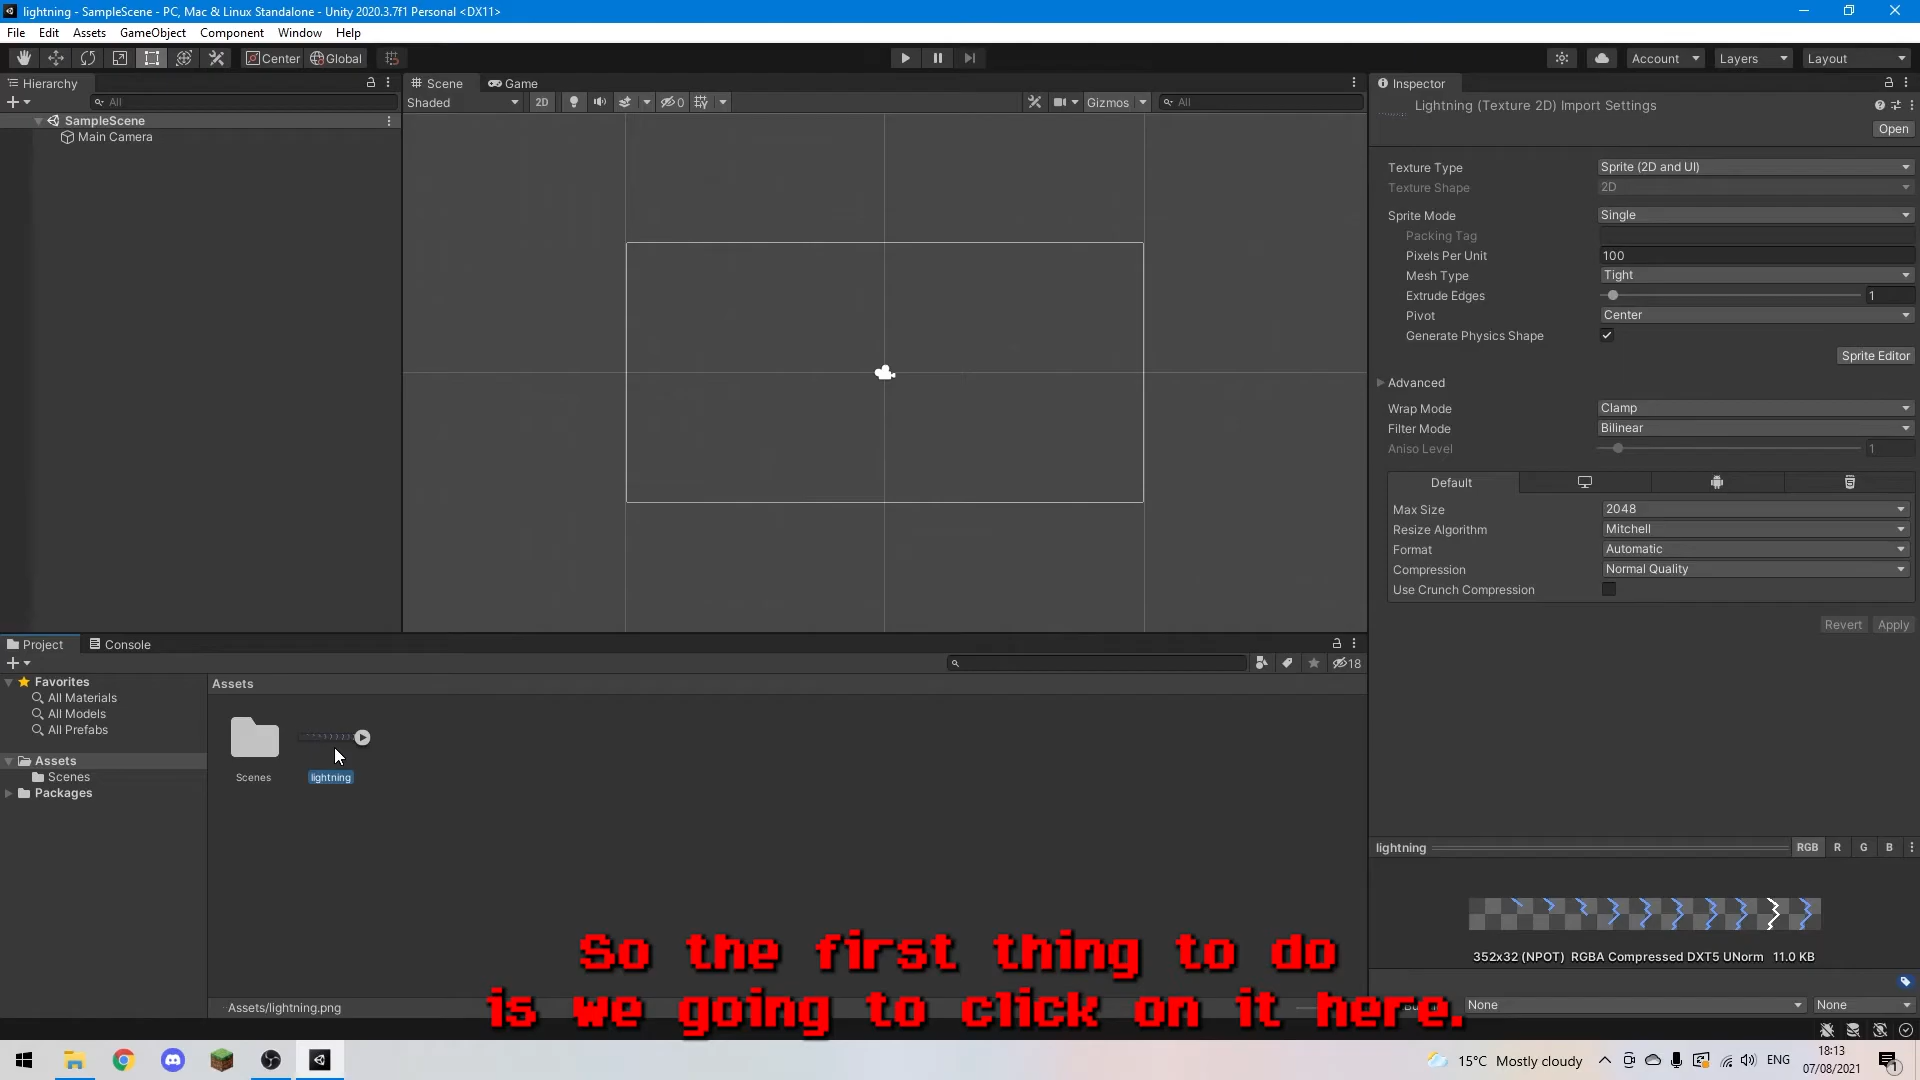 lightning - SampleScene - PC, Mac & Linux Standalone - Unity 2020.3.7f1 Personal <DX11>
File Edit Assets GameObject Component Window Help
Center Global Account Layers Layout
Hierarchy
All
SampleScene
Main Camera
Scene Game
Shaded 2D 0 Gizmos All
Inspector
Lightning (Texture 2D) Import Settings
Open
Texture Type Sprite (2D and UI)
Texture Shape 2D
Sprite Mode Single
Packing Tag
Pixels Per Unit 100
Mesh Type Tight
Extrude Edges 1
Pivot Center
Generate Physics Shape
Sprite Editor
Advanced
Wrap Mode Clamp
Filter Mode Bilinear
Aniso Level 1
Default
Max Size 2048
Resize Algorithm Mitchell
Format Automatic
Compression Normal Quality
Use Crunch Compression
Revert Apply
Project Console
18
Favorites
All Materials
All Models
All Prefabs
Assets
Scenes
Packages
Assets
Scenes
lightning
Assets/lightning.png
lightning RGB R G B
352x32 (NPOT) RGBA Compressed DXT5 UNorm 11.0 KB
None None
So the first thing to do
is we going to click on it here.
15°C Mostly cloudy ENG 18:13
07/08/2021
1